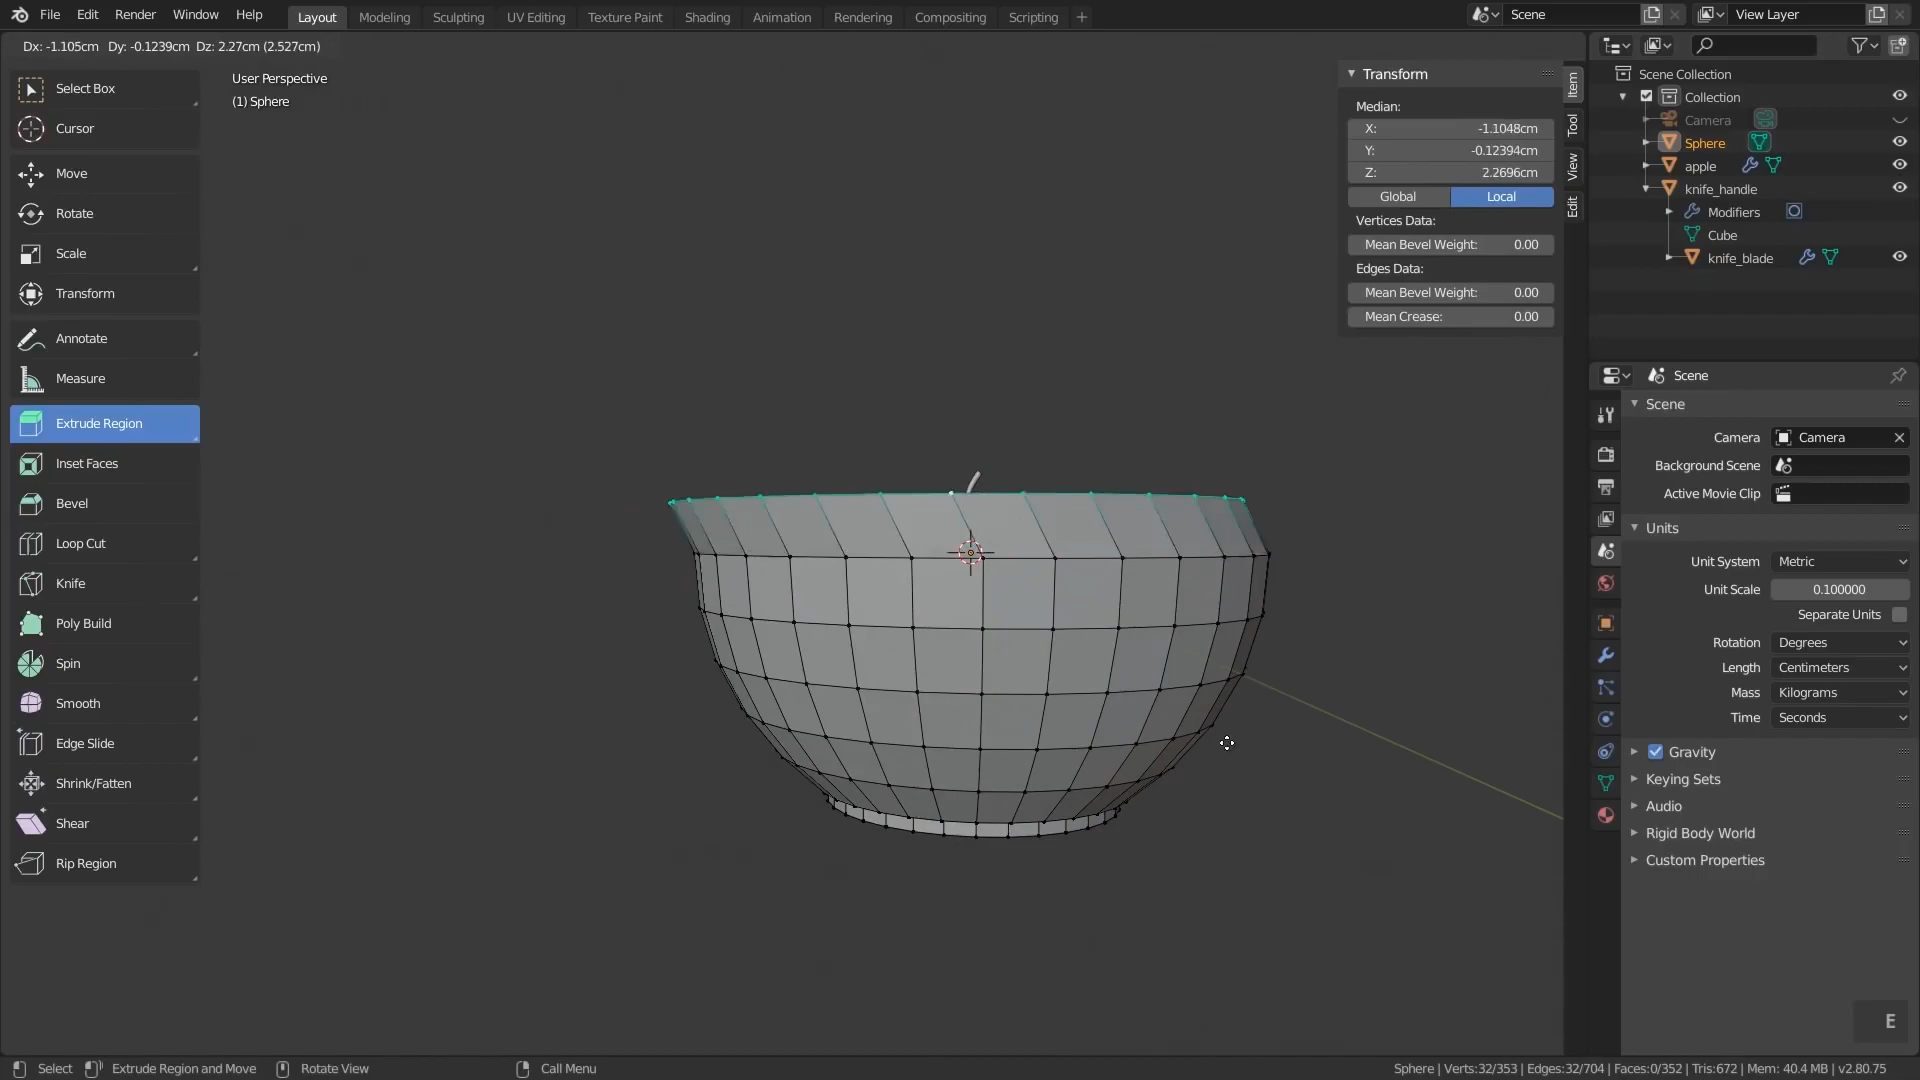 File Edit Render Window Help Layout Modeling Sculpting UV Editing Texture Paint Shading Animation Rendering Compositing Scripting + Scene View Layer
Dx: -1.105cm Dy: -0.1239cm Dz: 2.27cm (2.527cm)
User Perspective
(1) Sphere
Select Box
Cursor
Move
Rotate
Scale
Transform
Annotate
Measure
Extrude Region
Inset Faces
Bevel
Loop Cut
Knife
Poly Build
Spin
Smooth
Edge Slide
Shrink/Fatten
Shear
Rip Region
Transform
Median:
X: -1.1048cm
Y: -0.12394cm
Z: 2.2696cm
Global Local
Vertices Data:
Mean Bevel Weight: 0.00
Edges Data:
Mean Bevel Weight: 0.00
Mean Crease: 0.00
Item
Tool
View
Edit
Scene Collection
Collection
Camera
Sphere
apple
knife_handle
Modifiers
Cube
knife_blade
Scene
Scene
Camera Camera
Background Scene
Active Movie Clip
Units
Unit System Metric
Unit Scale 0.100000
Separate Units
Rotation Degrees
Length Centimeters
Mass Kilograms
Time Seconds
Gravity
Keying Sets
Audio
Rigid Body World
Custom Properties
E
Select Extrude Region and Move Rotate View Call Menu Sphere | Verts:32/353 | Edges:32/704 | Faces:0/352 | Tris:672 | Mem: 40.4 MB | v2.80.75